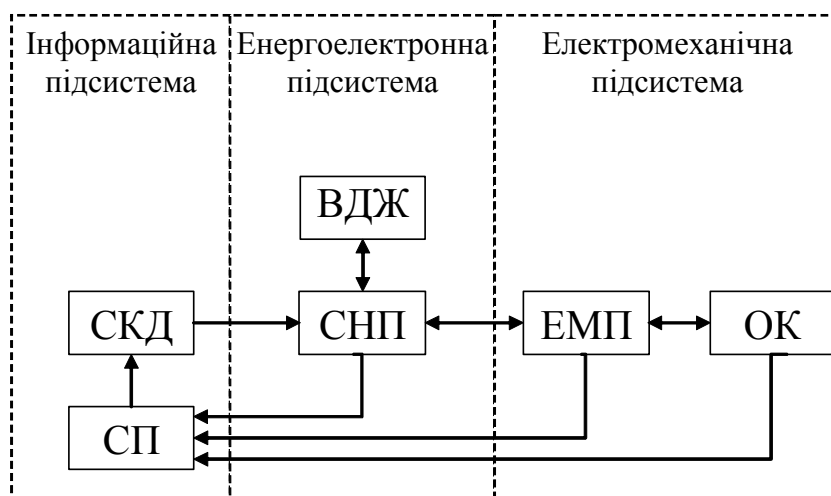 Інформаційна
підсистема
Енергоелектронна
підсистема
Електромеханічна
підсистема
ВДЖ
СКД
СНП
ЕМП
ОК
СП